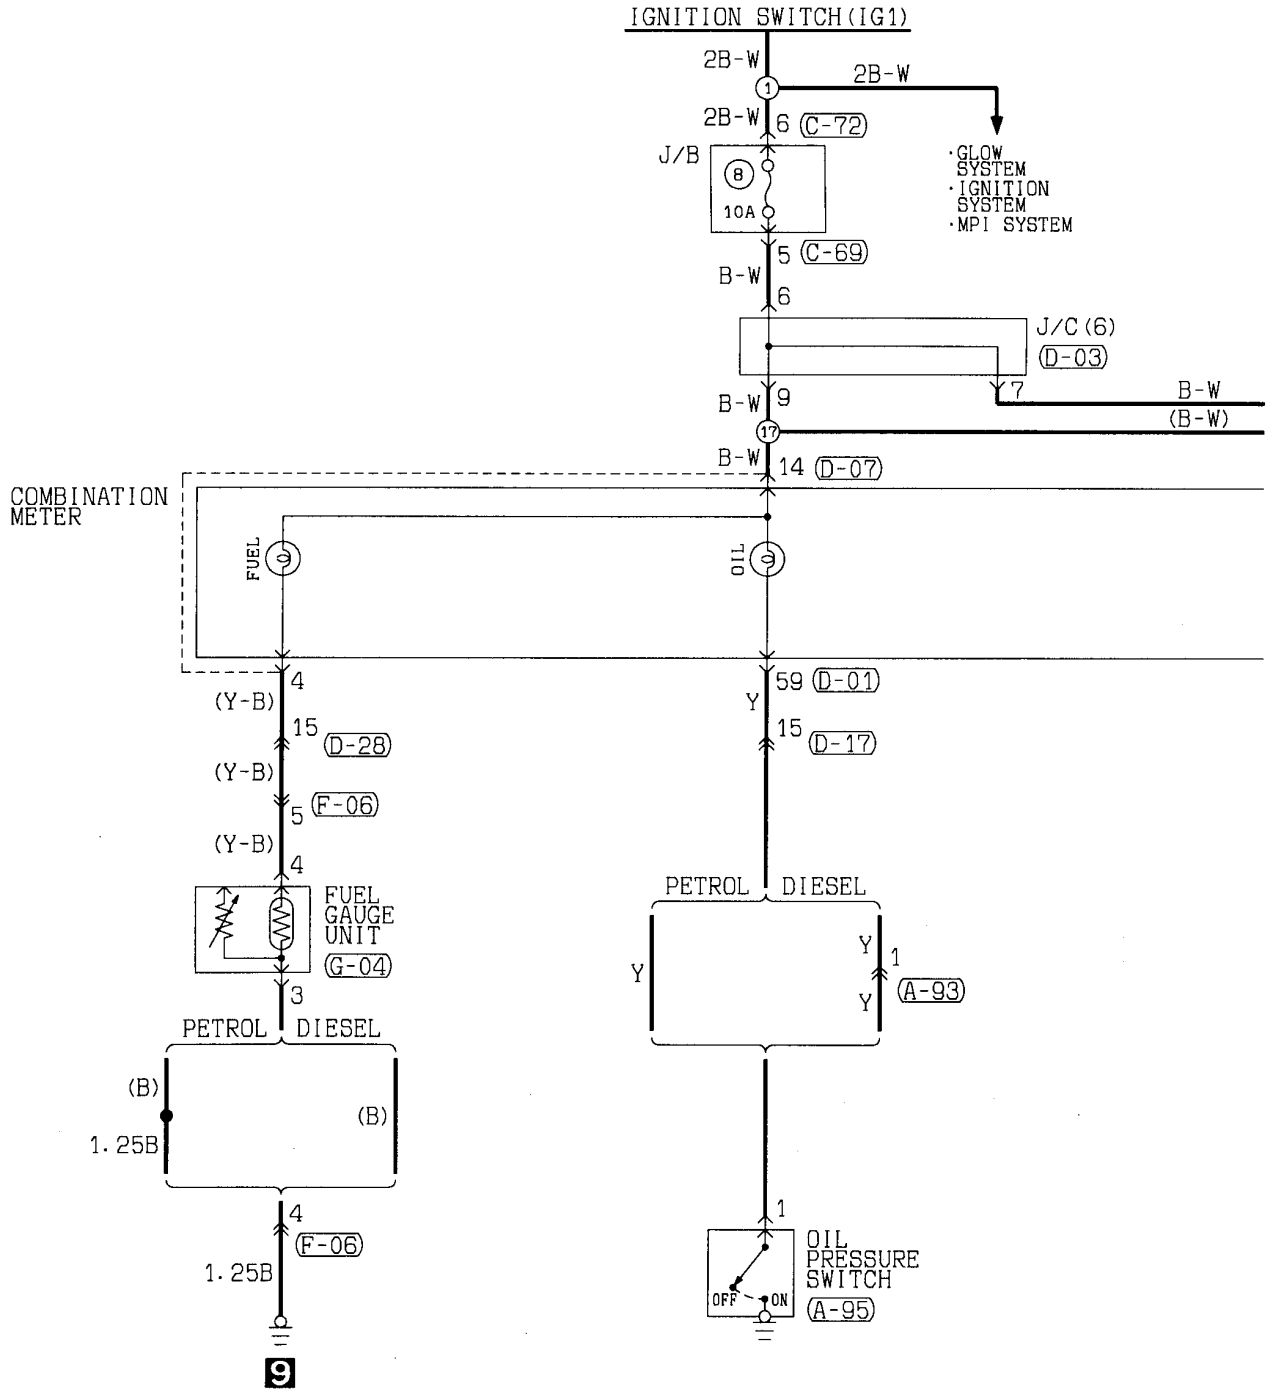 IGNITION SWITCH(IG1)
2B-W
2B-W
1
2B-W
6
C-72
J/B
8
10A
·GLOW
SYSTEM
·IGNITION
SYSTEM
·MPI SYSTEM
5
C-69
B-W
6
J/C(6)
D-03
9
7
B-W
B-W
(B-W)
17
B-W
14
D-07
COMBINATION
METER
FUEL
OIL
4
59
D-01
(Y-B)
Y
15
D-28
15
D-17
(Y-B)
5
F-06
(Y-B)
4
FUEL
GAUGE
UNIT
G-04
PETROL
DIESEL
Y
Y
1
A-93
Y
3
PETROL
DIESEL
(B)
(B)
1.25B
4
F-06
1.25B
9
1
OIL
PRESSURE
SWITCH
OFF
ON
A-95